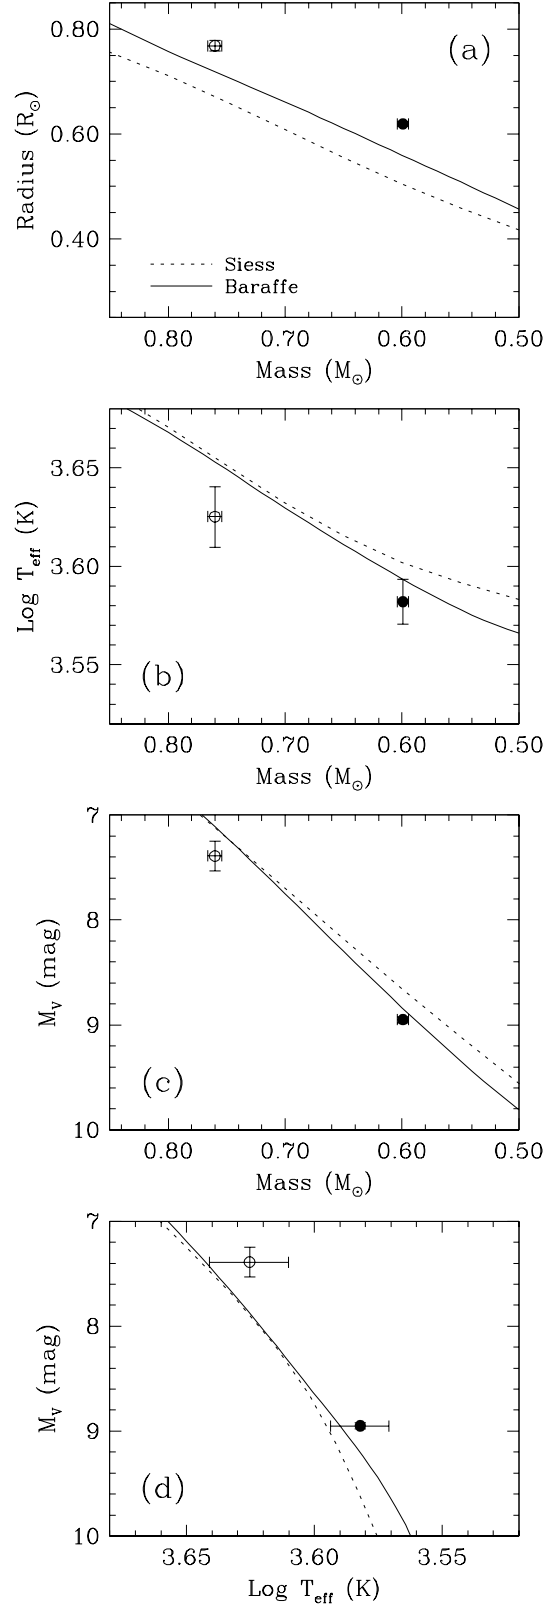 0.80
(a)
0.60
Radius (R⊙)
0.40
Siess
Baraffe
0.80 0.70 0.60 0.50
Mass (M⊙)
3.65
Log Teff (K)
3.60
3.55
(b)
0.80 0.70 0.60 0.50
Mass (M⊙)
7
8
MV (mag)
9
(c)
10
0.80 0.70 0.60 0.50
Mass (M⊙)
7
8
MV (mag)
9
(d)
10
3.65 3.60 3.55
Log Teff (K)